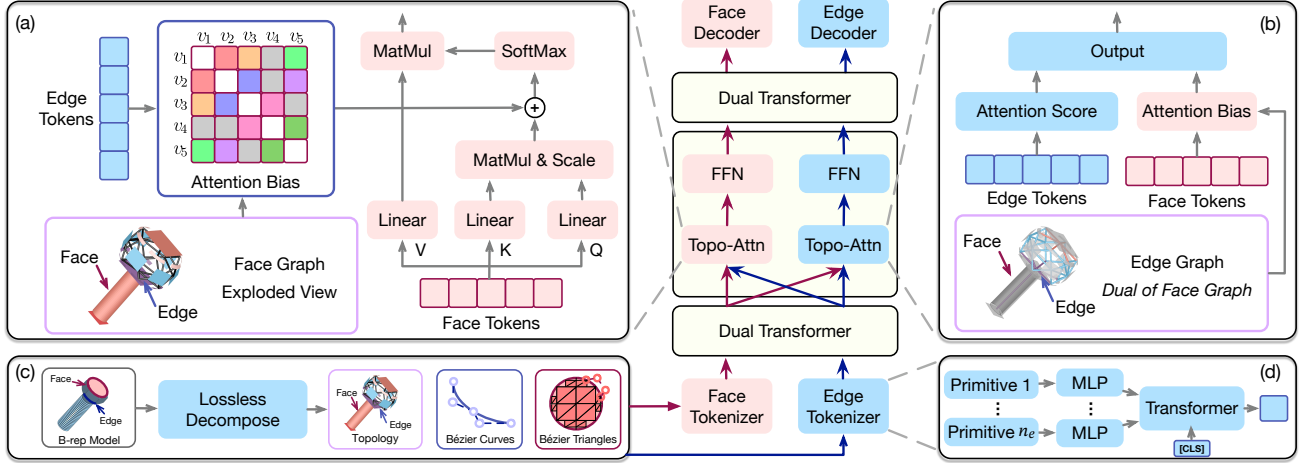 (a)
v1 v2 v3 v4 v5
v1
v2
v3
v4
v5
Edge
Tokens
Attention Bias
MatMul
SoftMax
+
MatMul & Scale
Linear
Linear
Linear
V
K
Q
Face Tokens
Face
Edge
Face Graph
Exploded View
Face
Decoder
Edge
Decoder
Dual Transformer
FFN
FFN
Topo-Attn
Topo-Attn
Dual Transformer
Face
Tokenizer
Edge
Tokenizer
(b)
Output
Attention Score
Attention Bias
Edge Tokens
Face Tokens
Face
Edge
Edge Graph
Dual of Face Graph
(c)
Face
Edge
B-rep Model
Lossless
Decompose
Face
Edge
Topology
Bézier Curves
Bézier Triangles
(d)
Primitive 1
MLP
Transformer
Primitive ne
MLP
[CLS]